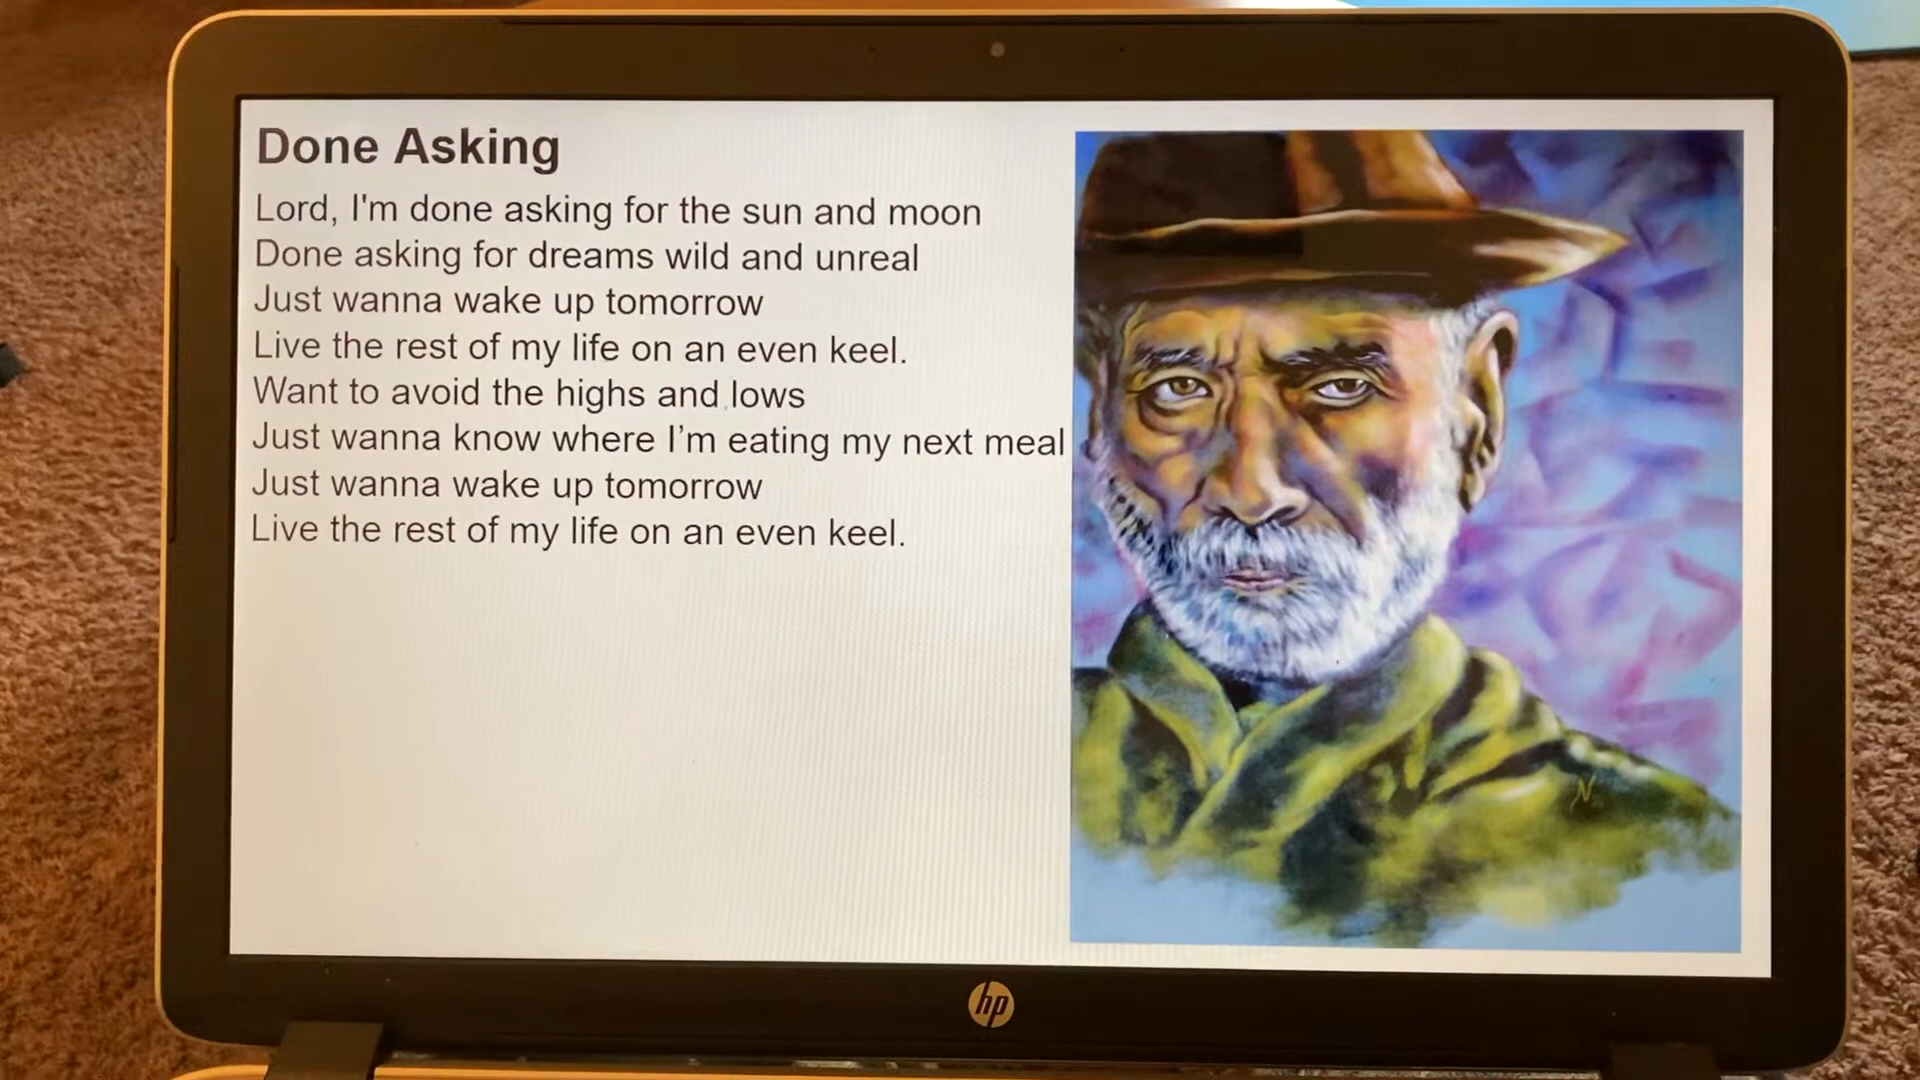 Done Asking
Lord, I'm done asking for the sun and moon
Done asking for dreams wild and unreal
Just wanna wake up tomorrow
Live the rest of my life on an even keel.
Want to avoid the highs and lows
Just wanna know where I’m eating my next meal
Just wanna wake up tomorrow
Live the rest of my life on an even keel.
N
hp